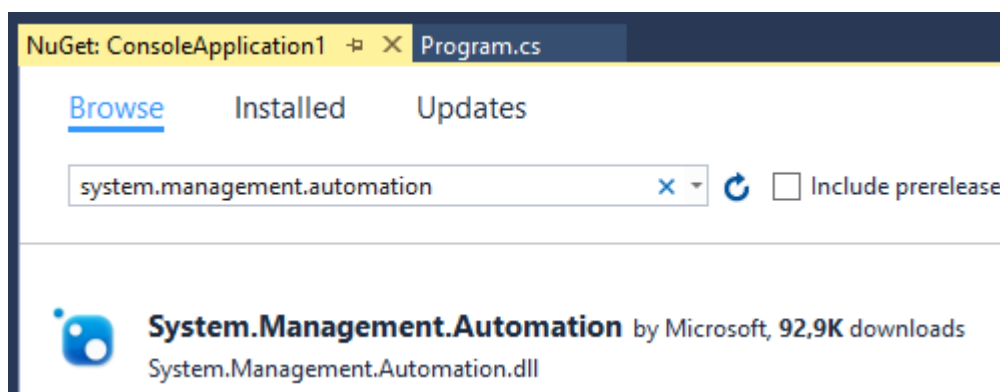 NuGet: ConsoleApplication1 Program.cs
Browse Installed Updates
system.management.automation Include prerelease
System.Management.Automation by Microsoft, 92,9K downloads
System.Management.Automation.dll